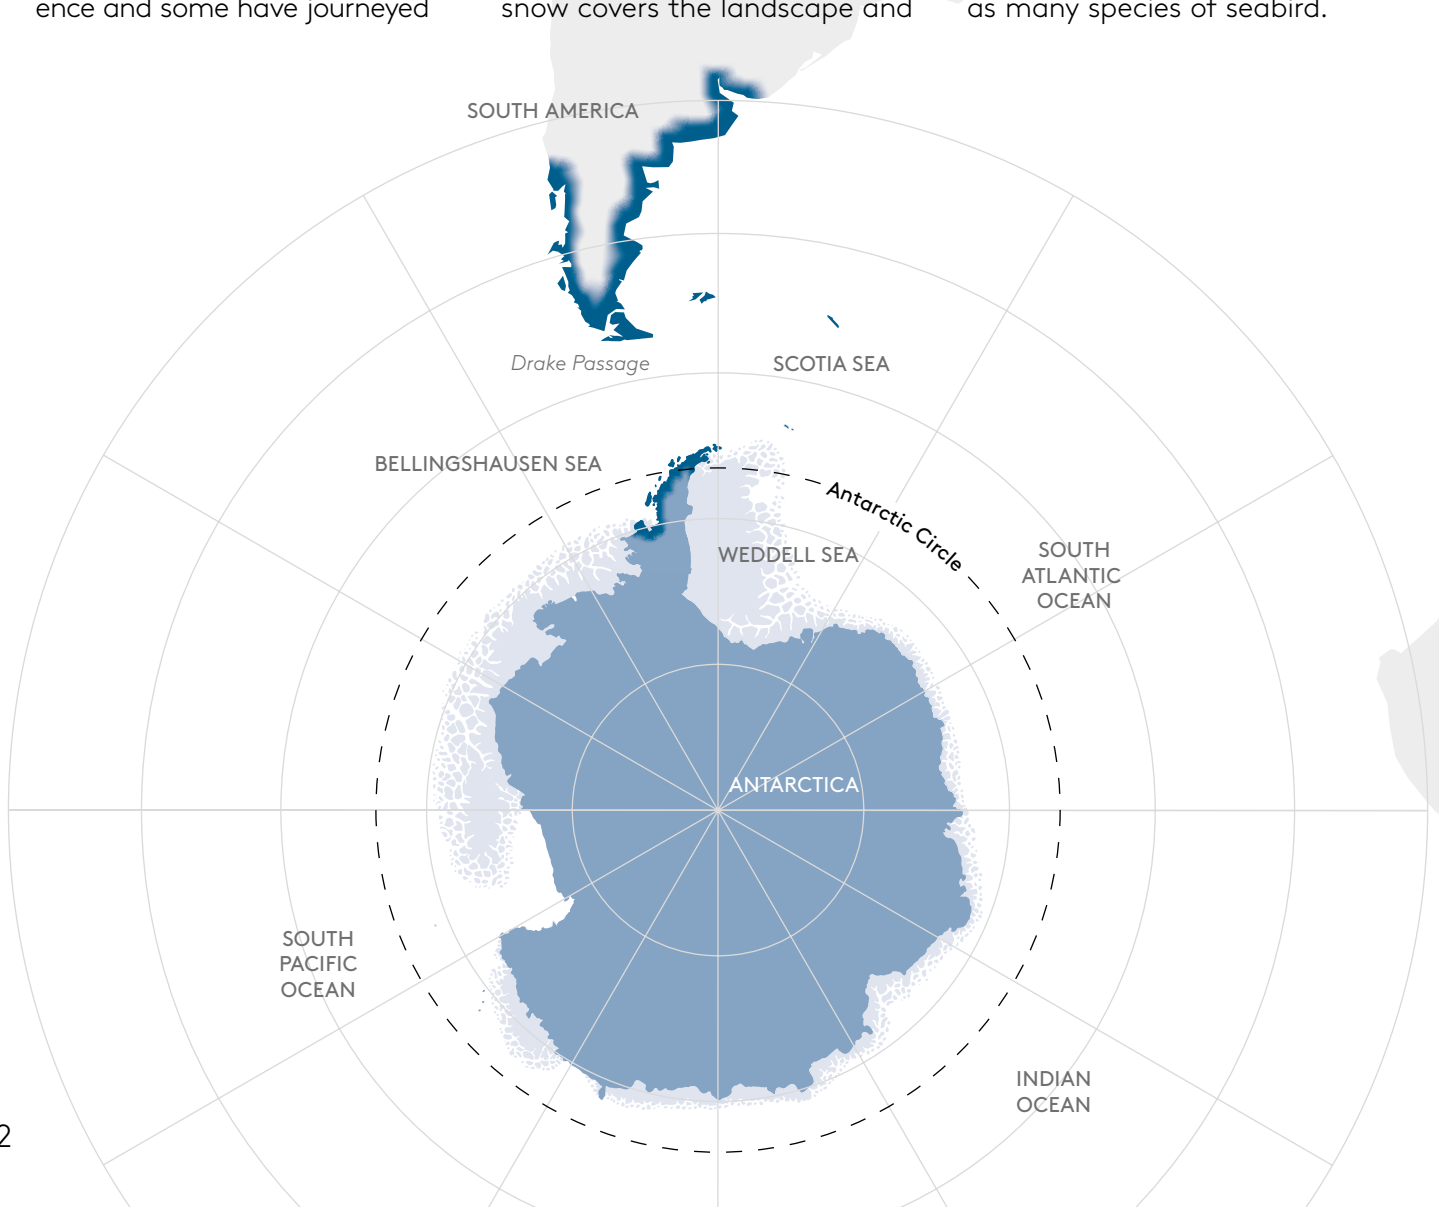 ence and some have journeyed
snow covers the landscape and
as many species of seabird.
SOUTH AMERICA
Drake Passage
SCOTIA SEA
BELLINGSHAUSEN SEA
Antarctic Circle
WEDDELL SEA
SOUTH
ATLANTIC
OCEAN
ANTARCTICA
SOUTH
PACIFIC
OCEAN
INDIAN
OCEAN
2